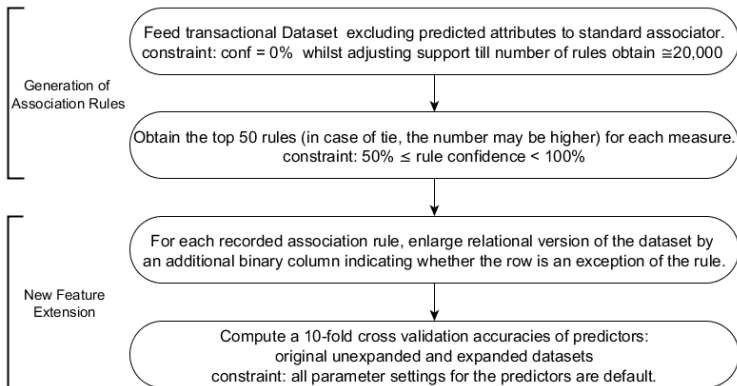 Feed transactional Dataset excluding predicted attributes to standard associator.
constraint: conf = 0% whilst adjusting support till number of rules obtain ≅20,000
Generation of
Association Rules
Obtain the top 50 rules (in case of tie, the number may be higher) for each measure.
constraint: 50% ≤ rule confidence < 100%
For each recorded association rule, enlarge relational version of the dataset by
an additional binary column indicating whether the row is an exception of the rule.
New Feature
Extension
Compute a 10-fold cross validation accuracies of predictors:
original unexpanded and expanded datasets
constraint: all parameter settings for the predictors are default.